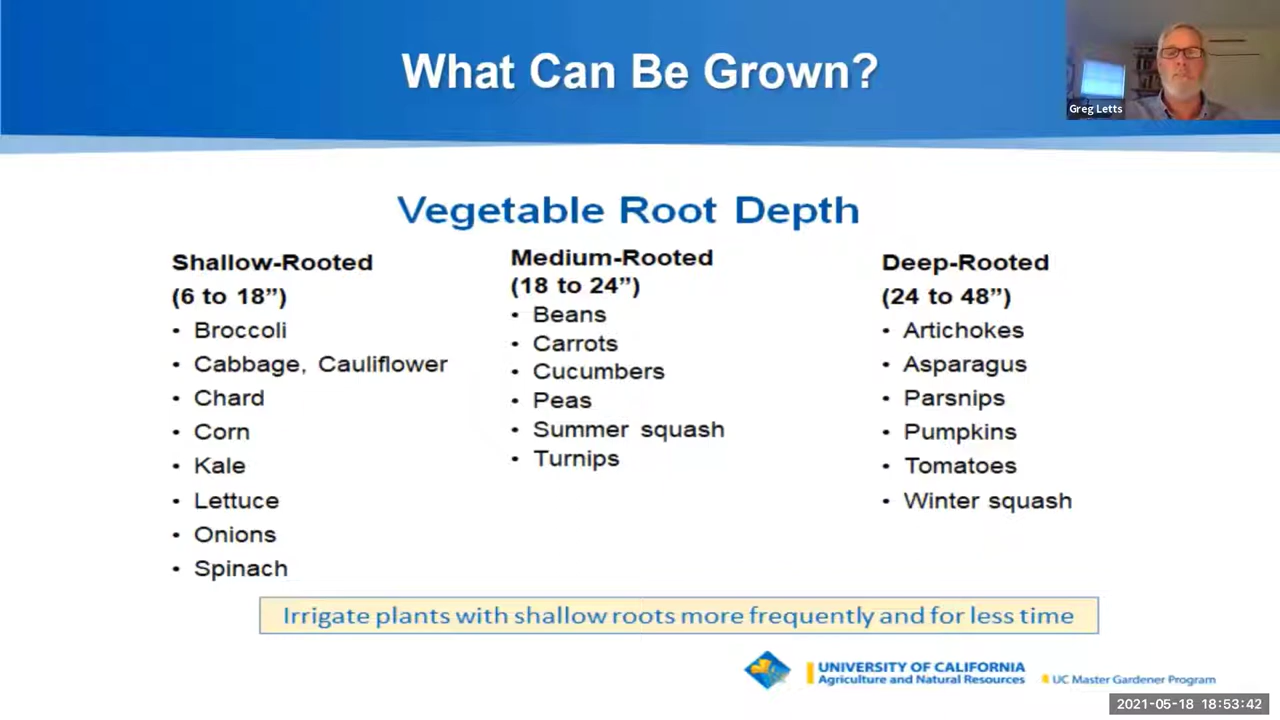 What Can Be Grown?
Greg Letts
Vegetable Root Depth
Shallow-Rooted
(6 to 18”)
• Broccoli
• Cabbage, Cauliflower
• Chard
• Corn
• Kale
• Lettuce
• Onions
• Spinach
Medium-Rooted
(18 to 24”)
• Beans
• Carrots
• Cucumbers
• Peas
• Summer squash
• Turnips
Deep-Rooted
(24 to 48”)
• Artichokes
• Asparagus
• Parsnips
• Pumpkins
• Tomatoes
• Winter squash
Irrigate plants with shallow roots more frequently and for less time
UNIVERSITY OF CALIFORNIA
Agriculture and Natural Resources
UC Master Gardener Program
2021-05-18 18:53:42